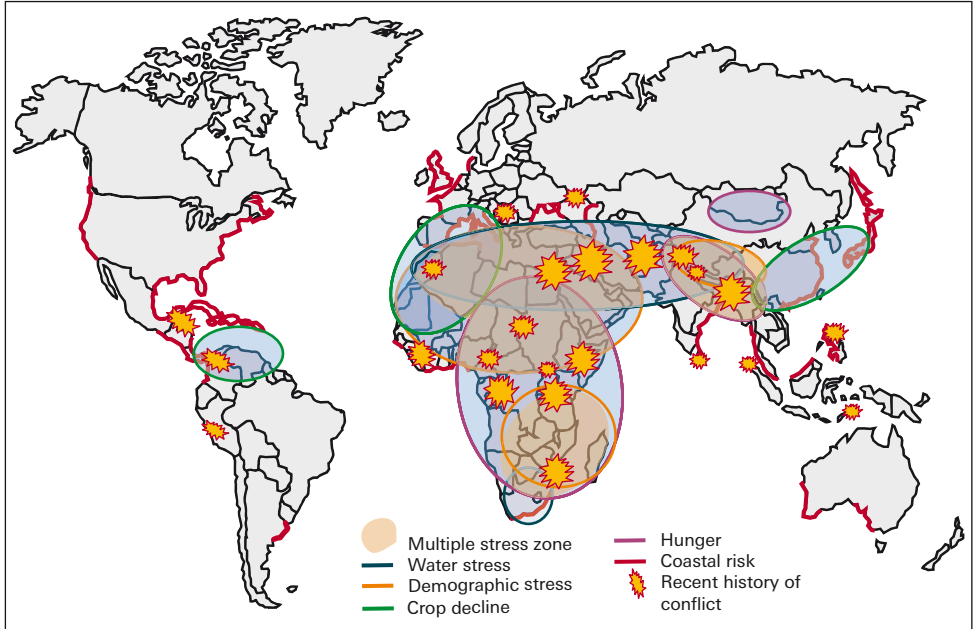 Multiple stress zone
Water stress
Demographic stress
Crop decline
Hunger
Coastal risk
Recent history of
conflict